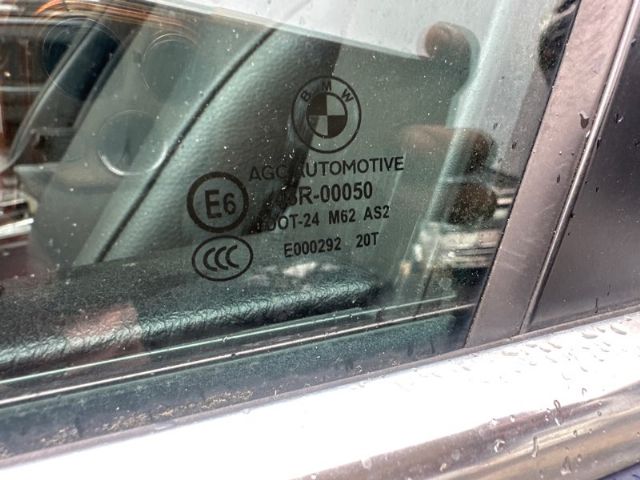 BMW
AGC AUTOMOTIVE
E6 43R-00050
DOT-24 M62 AS2
CCC E000292 20T